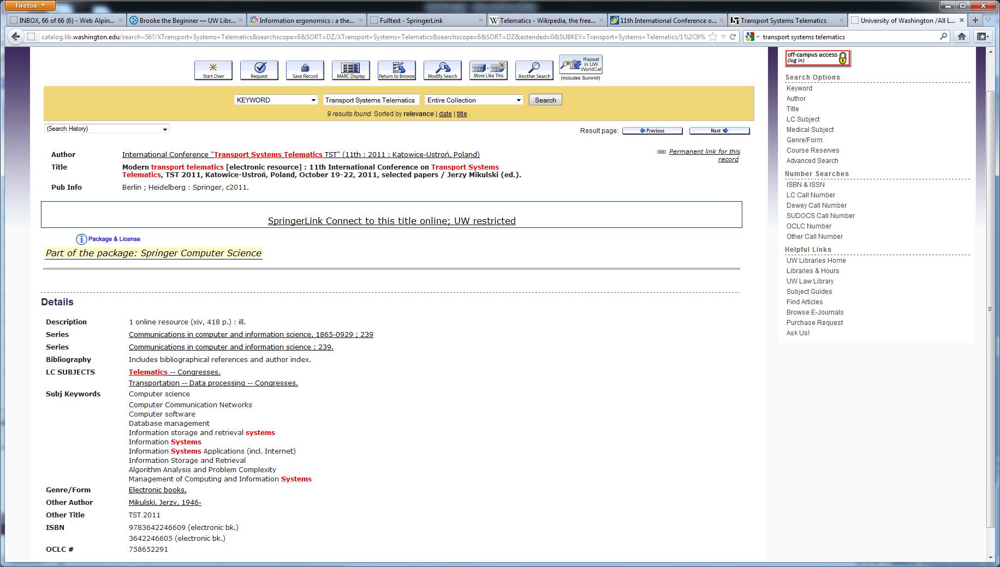 Firefox
INBOX, 66 of 66 (6) - Web Alpin...
Brooke the Beginner — UW Libr...
Information ergonomics : a the...
Fulltext - SpringerLink
Telematics - Wikipedia, the free...
11th International Conference o...
Transport Systems Telematics
University of Washington /All L...
catalog.lib.washington.edu/search~S6?/XTransport+Systems+Telematics&searchscope=6&SORT=DZ/XTransport+Systems+Telematics&searchscope=6&SORT=DZ&extended=0&SUBKEY=Transport+Systems+Telematics/1%2C9%
transport systems telematics
Start Over
Request
Save Record
MARC Display
Return to Browse
Modify Search
More Like This
Another Search
Repeat
in UW
WorldCat
(includes Summit)
KEYWORD
Transport Systems Telematics
Entire Collection
Search
9 results found. Sorted by relevance | date | title .
(Search History)
Result page:
Previous
Next
Author International Conference "Transport Systems Telematics TST" (11th : 2011 : Katowice-Ustroń, Poland)
Permanent link for this
record
Title Modern transport telematics [electronic resource] : 11th International Conference on Transport Systems
Telematics, TST 2011, Katowice-Ustroń, Poland, October 19-22, 2011, selected papers / Jerzy Mikulski (ed.).
Pub Info Berlin ; Heidelberg : Springer, c2011.
SpringerLink Connect to this title online; UW restricted
Package & License
Part of the package: Springer Computer Science
Details
Description 1 online resource (xiv, 418 p.) : ill.
Series Communications in computer and information science, 1865-0929 ; 239
Series Communications in computer and information science ; 239.
Bibliography Includes bibliographical references and author index.
LC SUBJECTS Telematics -- Congresses.
Transportation -- Data processing -- Congresses.
Subj Keywords Computer science
Computer Communication Networks
Computer software
Database management
Information storage and retrieval systems
Information Systems
Information Systems Applications (incl. Internet)
Information Storage and Retrieval
Algorithm Analysis and Problem Complexity
Management of Computing and Information Systems
Genre/Form Electronic books.
Other Author Mikulski, Jerzy, 1946-
Other Title TST 2011
ISBN 9783642246609 (electronic bk.)
3642246605 (electronic bk.)
OCLC # 758652291
off-campus access
(log in)
Search Options
Keyword
Author
Title
LC Subject
Medical Subject
Genre/Form
Course Reserves
Advanced Search
Number Searches
ISBN & ISSN
LC Call Number
Dewey Call Number
SUDOCS Call Number
OCLC Number
Other Call Number
Helpful Links
UW Libraries Home
Libraries & Hours
UW Law Library
Subject Guides
Find Articles
Browse E-Journals
Purchase Request
Ask Us!